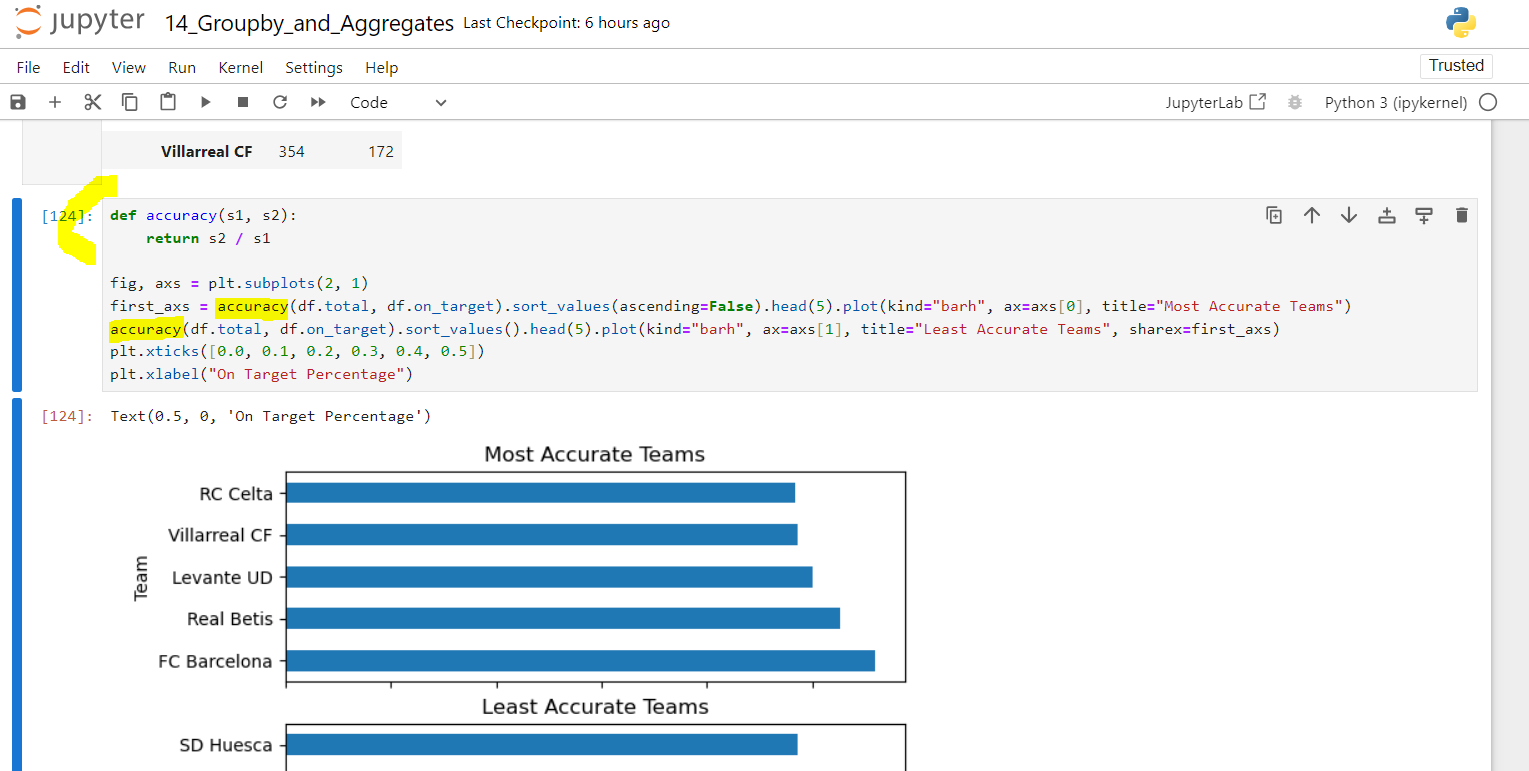 jupyter 14_Groupby_and_Aggregates Last Checkpoint: 6 hours ago
File Edit View Run Kernel Settings Help
Trusted
Code
JupyterLab
Python 3 (ipykernel)
Villarreal CF 354 172
[124]: def accuracy(s1, s2):
    return s2 / s1
fig, axs = plt.subplots(2, 1)
first_axs = accuracy(df.total, df.on_target).sort_values(ascending=False).head(5).plot(kind="barh", ax=axs[0], title="Most Accurate Teams")
accuracy(df.total, df.on_target).sort_values().head(5).plot(kind="barh", ax=axs[1], title="Least Accurate Teams", sharex=first_axs)
plt.xticks([0.0, 0.1, 0.2, 0.3, 0.4, 0.5])
plt.xlabel("On Target Percentage")
[124]: Text(0.5, 0, 'On Target Percentage')
Most Accurate Teams
RC Celta
Villarreal CF
Levante UD
Real Betis
FC Barcelona
Team
Least Accurate Teams
SD Huesca